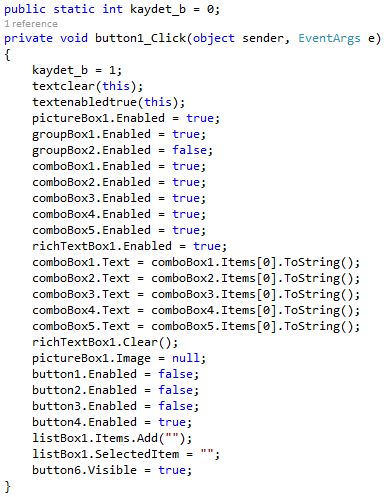 public static int kaydet_b = 0;
1 reference
private void button1_Click(object sender, EventArgs e)
{
kaydet_b = 1;
textclear(this);
textenabledtrue(this);
pictureBox1.Enabled = true;
groupBox1.Enabled = true;
groupBox2.Enabled = false;
comboBox1.Enabled = true;
comboBox2.Enabled = true;
comboBox3.Enabled = true;
comboBox4.Enabled = true;
comboBox5.Enabled = true;
richTextBox1.Enabled = true;
comboBox1.Text = comboBox1.Items[0].ToString();
comboBox2.Text = comboBox2.Items[0].ToString();
comboBox3.Text = comboBox3.Items[0].ToString();
comboBox4.Text = comboBox4.Items[0].ToString();
comboBox5.Text = comboBox5.Items[0].ToString();
richTextBox1.Clear();
pictureBox1.Image = null;
button1.Enabled = false;
button2.Enabled = false;
button3.Enabled = false;
button4.Enabled = true;
listBox1.Items.Add("");
listBox1.SelectedItem = "";
button6.Visible = true;
}